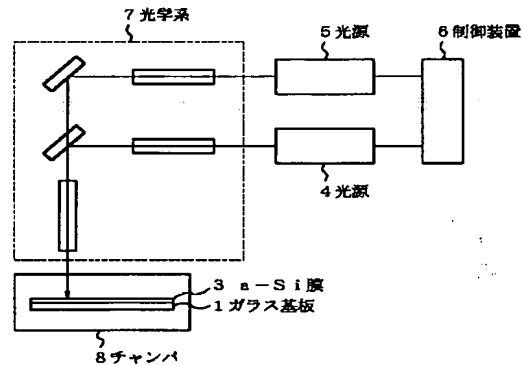 7 光学系
5 光源
6 制御装置
4 光源
3 a-Si膜
1 ガラス基板
8 チャンバ